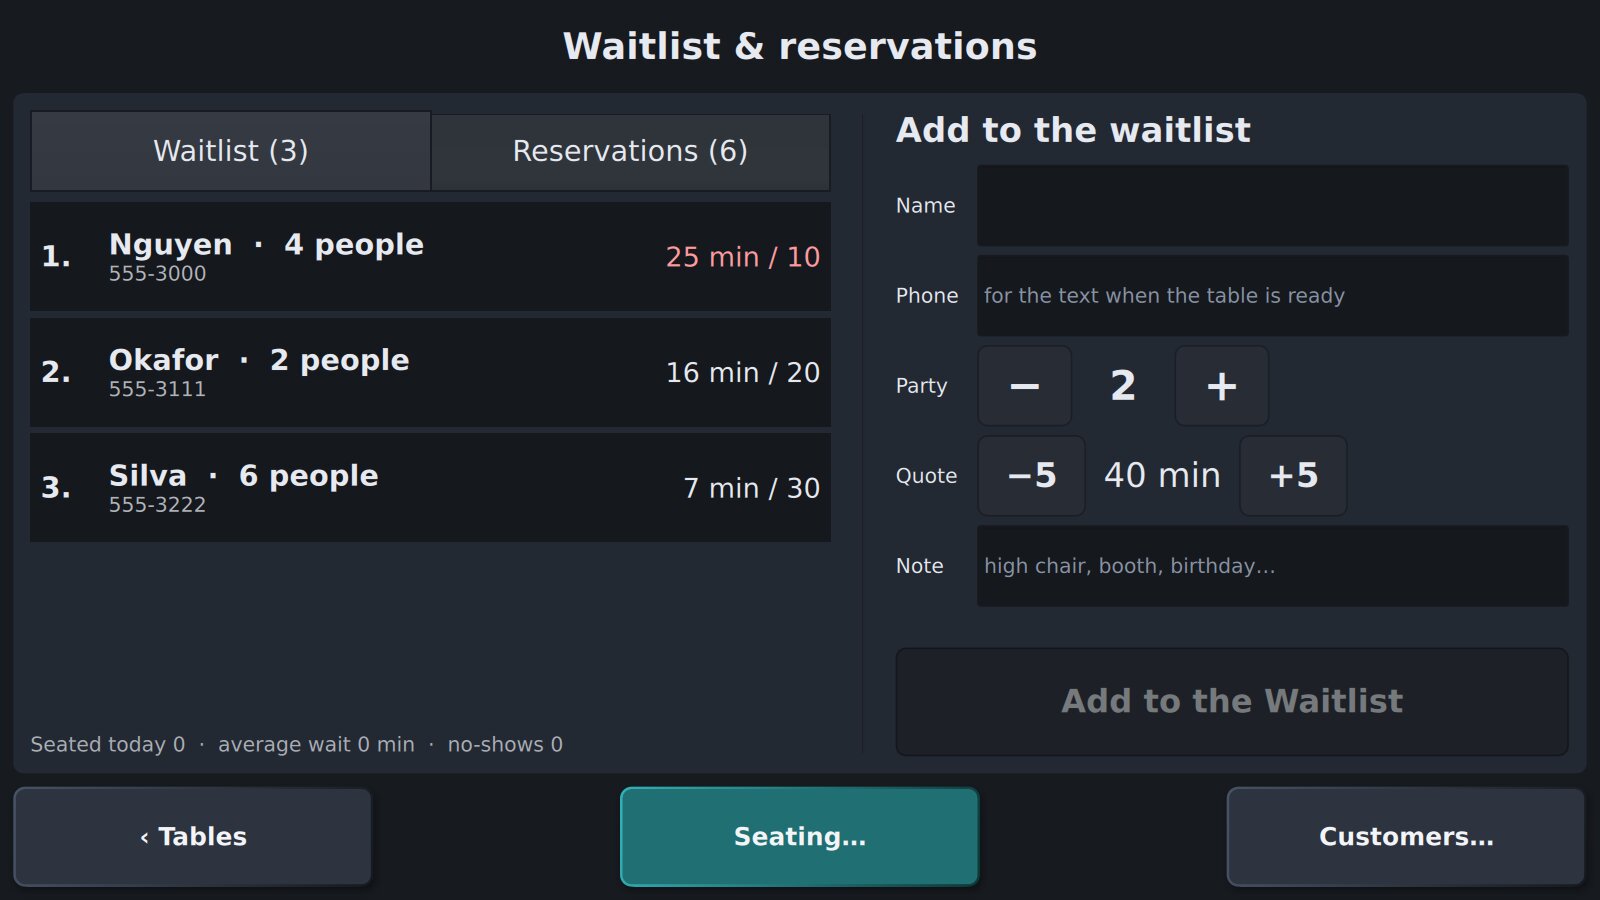 Waitlist & reservations
Waitlist (3)
Reservations (6)
1.
Nguyen · 4 people
555-3000
25 min / 10
2.
Okafor · 2 people
555-3111
16 min / 20
3.
Silva · 6 people
555-3222
7 min / 30
Seated today 0 · average wait 0 min · no-shows 0
Add to the waitlist
Name
Phone
for the text when the table is ready
Party
− 2 +
Quote
−5 40 min +5
Note
high chair, booth, birthday…
Add to the Waitlist
‹ Tables
Seating…
Customers…